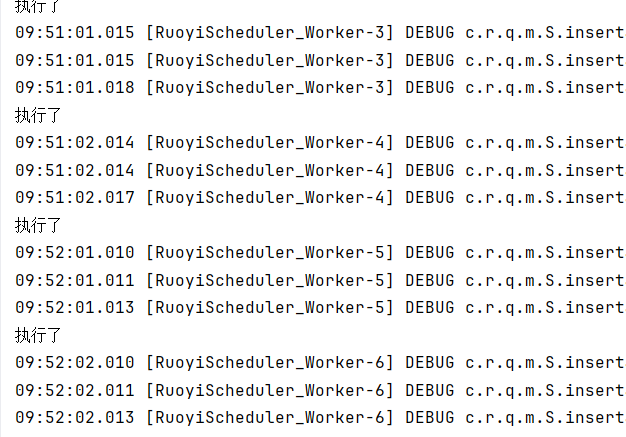 执行了
09:51:01.015 [RuoyiScheduler_Worker-3] DEBUG c.r.q.m.S.insert
09:51:01.015 [RuoyiScheduler_Worker-3] DEBUG c.r.q.m.S.insert
09:51:01.018 [RuoyiScheduler_Worker-3] DEBUG c.r.q.m.S.insert
执行了
09:51:02.014 [RuoyiScheduler_Worker-4] DEBUG c.r.q.m.S.insert
09:51:02.014 [RuoyiScheduler_Worker-4] DEBUG c.r.q.m.S.insert
09:51:02.017 [RuoyiScheduler_Worker-4] DEBUG c.r.q.m.S.insert
执行了
09:52:01.010 [RuoyiScheduler_Worker-5] DEBUG c.r.q.m.S.insert
09:52:01.011 [RuoyiScheduler_Worker-5] DEBUG c.r.q.m.S.insert
09:52:01.013 [RuoyiScheduler_Worker-5] DEBUG c.r.q.m.S.insert
执行了
09:52:02.010 [RuoyiScheduler_Worker-6] DEBUG c.r.q.m.S.insert
09:52:02.011 [RuoyiScheduler_Worker-6] DEBUG c.r.q.m.S.insert
09:52:02.013 [RuoyiScheduler_Worker-6] DEBUG c.r.q.m.S.insert